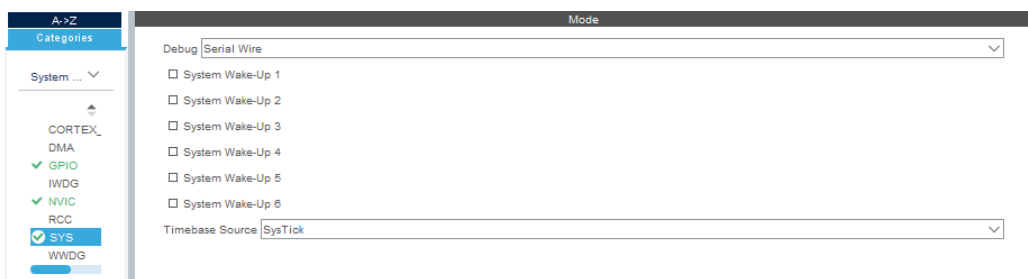 A->Z
Categories
System ...
CORTEX_
DMA
GPIO
IWDG
NVIC
RCC
SYS
WWDG
Mode
Debug Serial Wire
System Wake-Up 1
System Wake-Up 2
System Wake-Up 3
System Wake-Up 4
System Wake-Up 5
System Wake-Up 6
Timebase Source SysTick